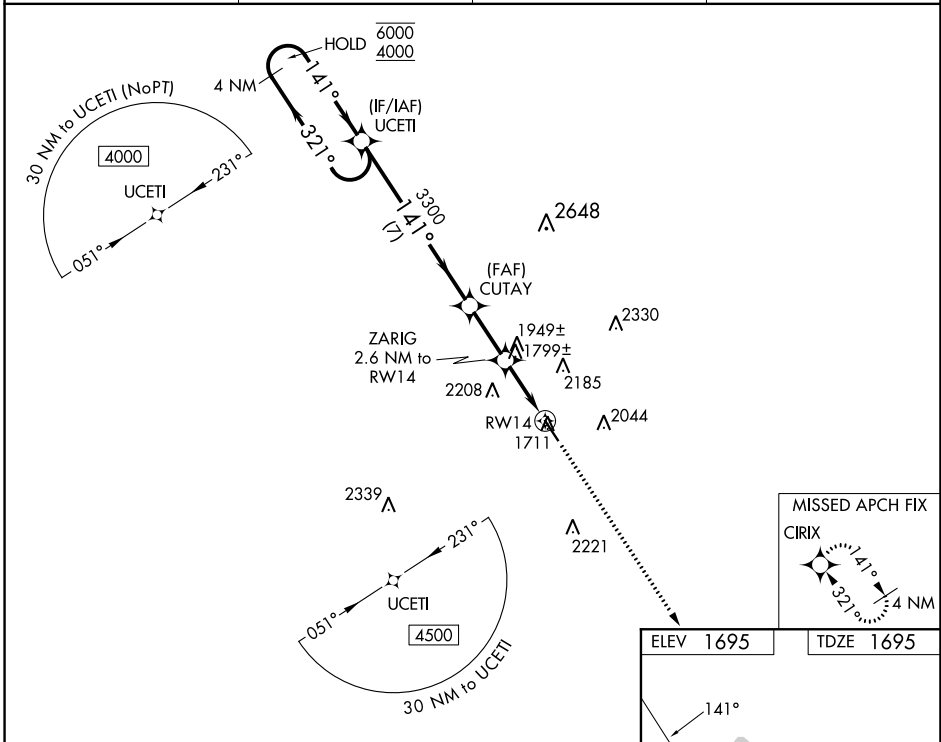 HOLD 6000
4000
4 NM
141°
321°
(IF/IAF)
UCETI
30 NM to UCETI (NoPT)
4000
UCETI
231°
051°
3300
141°
(7)
2648
(FAF)
CUTAY
2330
ZARIG
2.6 NM to
RW14
1949±
1799±
2185
2208
RW14
1711
2044
2339
2221
231°
051°
UCETI
4500
30 NM to UCETI
MISSED APCH FIX
CIRIX
141°
321°
4 NM
ELEV 1695
TDZE 1695
141°